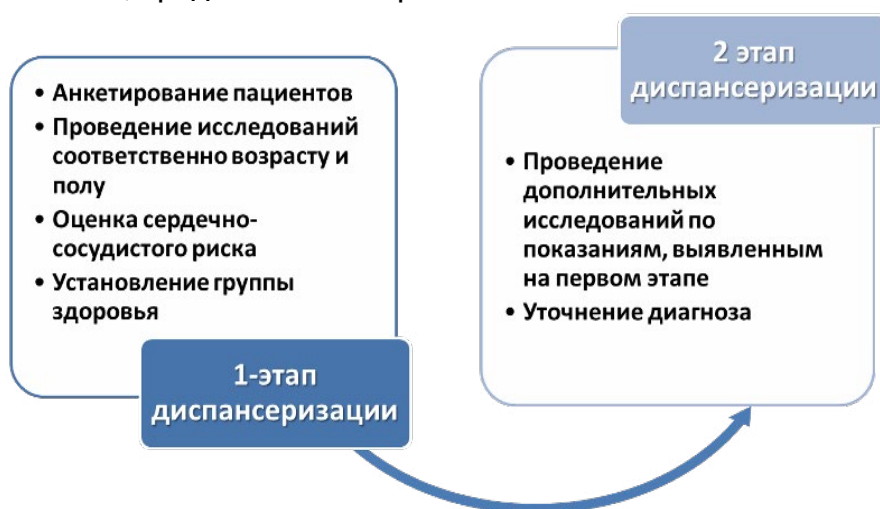 • Анкетирование пациентов
• Проведение исследований
соответственно возрасту и
полу
• Оценка сердечно-
сосудистого риска
• Установление группы
здоровья
1-этап
диспансеризации
2 этап
диспансеризации
• Проведение
дополнительных
исследований по
показаниям, выявленным
на первом этапе
• Уточнение диагноза